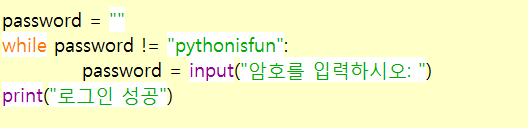 password = ""
while password != "pythonisfun":
        password = input("암호를 입력하시오: ")
print("로그인 성공")